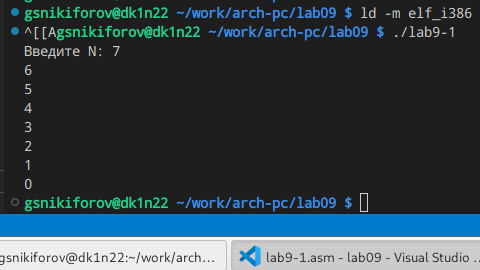 gsnikiforov@dk1n22 ~/work/arch-pc/lab09 $ ld -m elf_i386
^[[Agsnikiforov@dk1n22 ~/work/arch-pc/lab09 $ ./lab9-1
Введите N: 7
6
5
4
3
2
1
0
gsnikiforov@dk1n22 ~/work/arch-pc/lab09 $
gsnikiforov@dk1n22:~/work/arch... lab9-1.asm - lab09 - Visual Studio ...